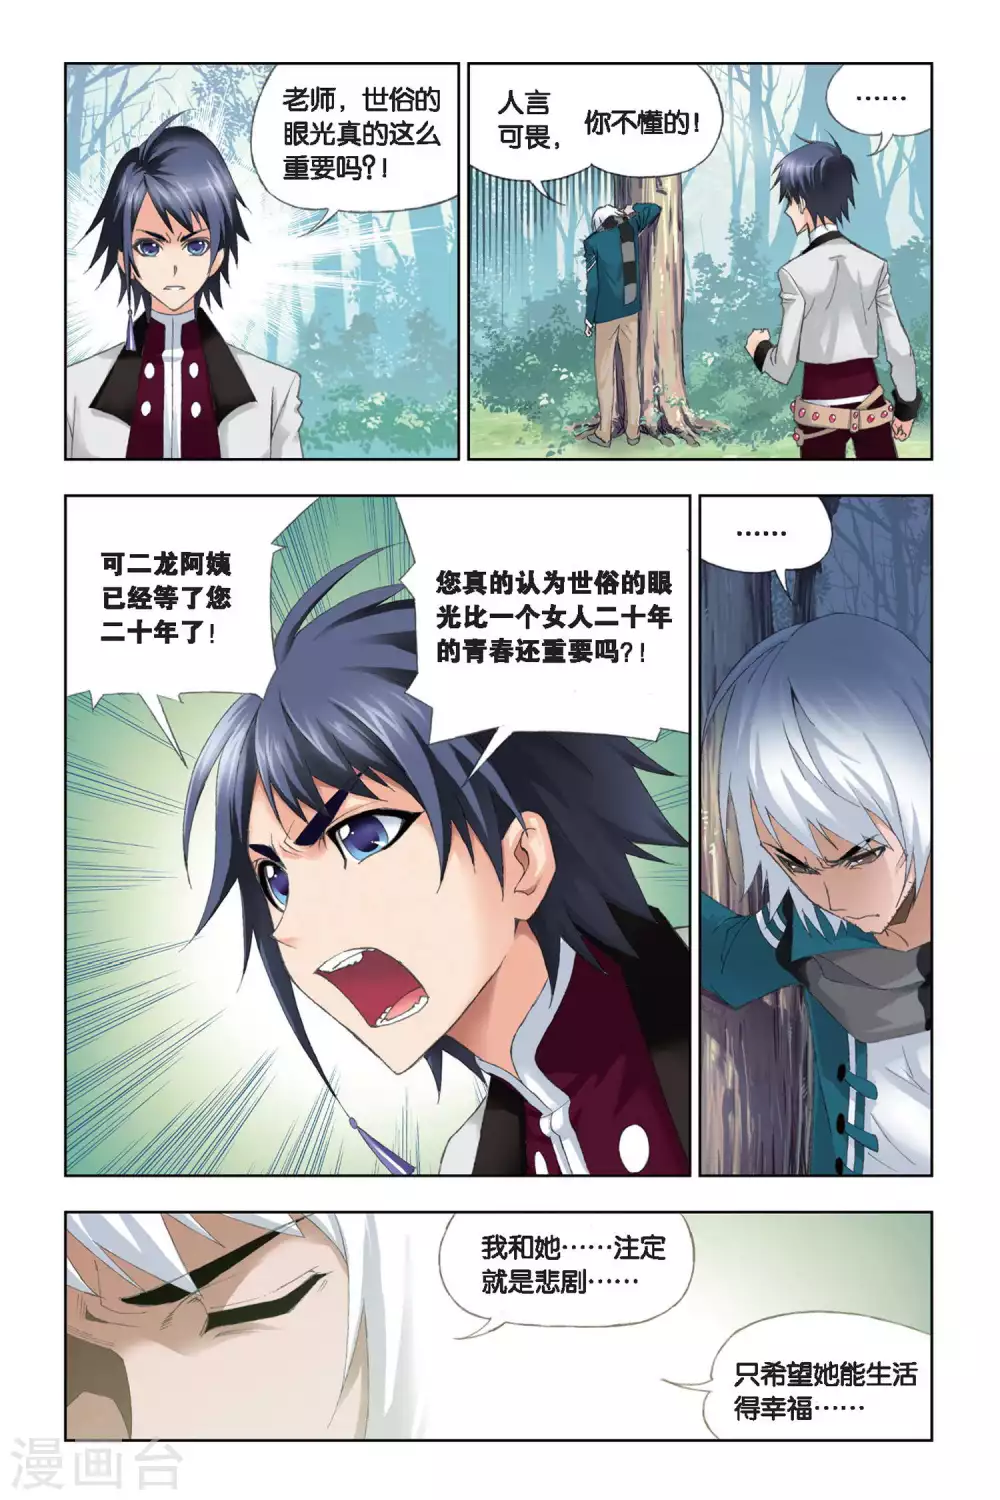 老师，世俗的
眼光真的这么
重要吗？！
人言
可畏，
你不懂的！
……
可二龙阿姨
已经等了您
二十年了！
您真的认为世俗的眼
光比一个女人二十年
的青春还重要吗？！
……
我和她……注定
就是悲剧……
只希望她能生活
得幸福……
漫画台